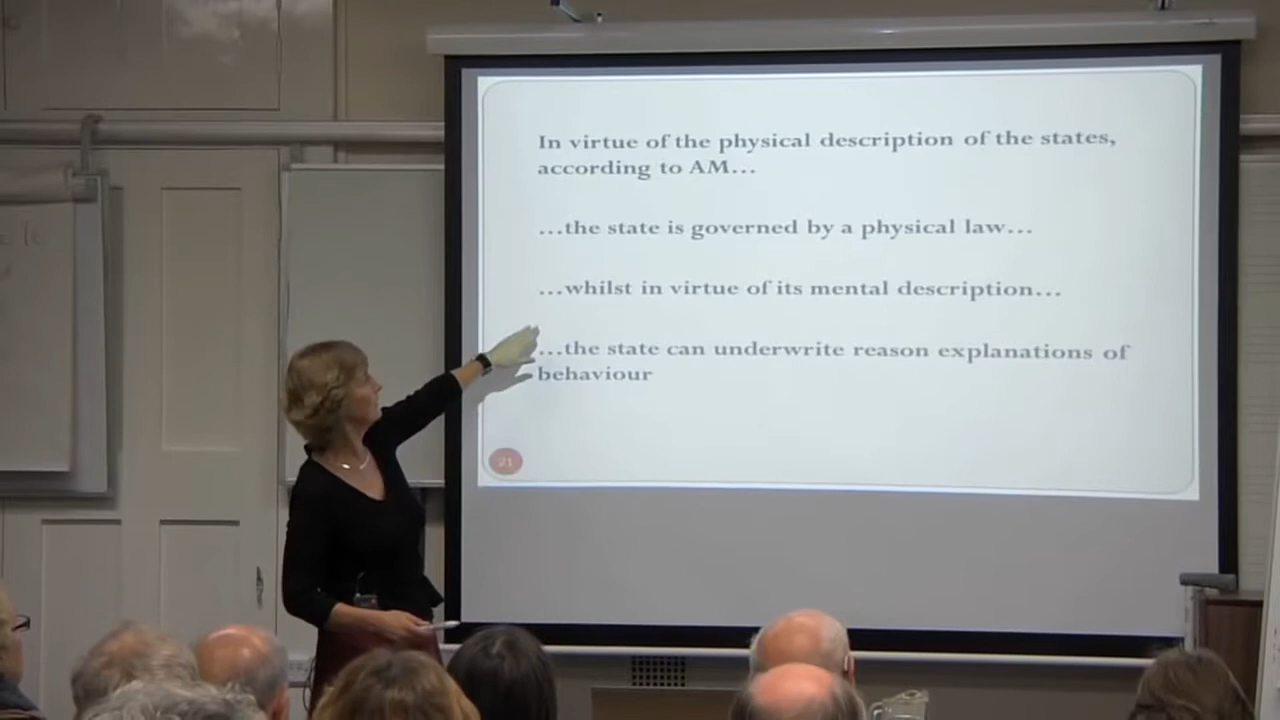 In virtue of the physical description of the states,
according to AM...
...the state is governed by a physical law...
...whilst in virtue of its mental description...
...the state can underwrite reason explanations of
behaviour
21